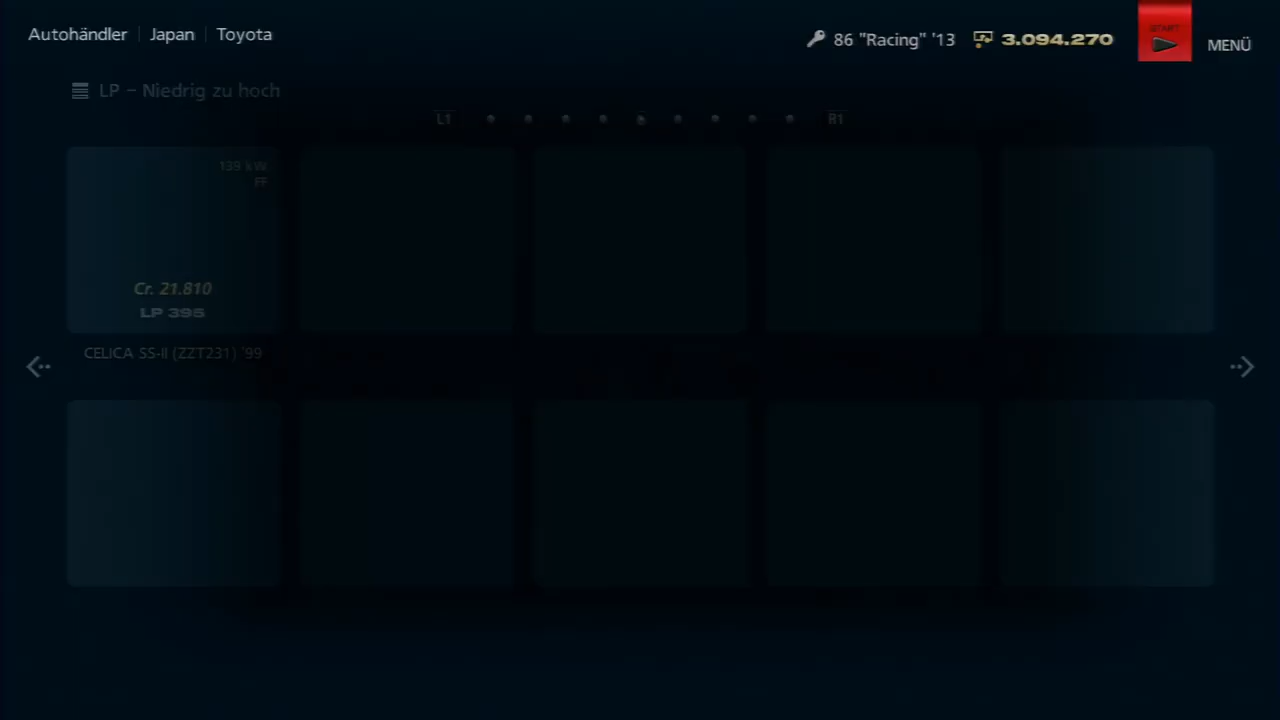 Autohändler | Japan | Toyota
86 "Racing" '13
3.094.270
START
MENÜ
LP – Niedrig zu hoch
L1
R1
139 kW
FF
Cr. 21.810
LP 395
CELICA SS-II (ZZT231) '99